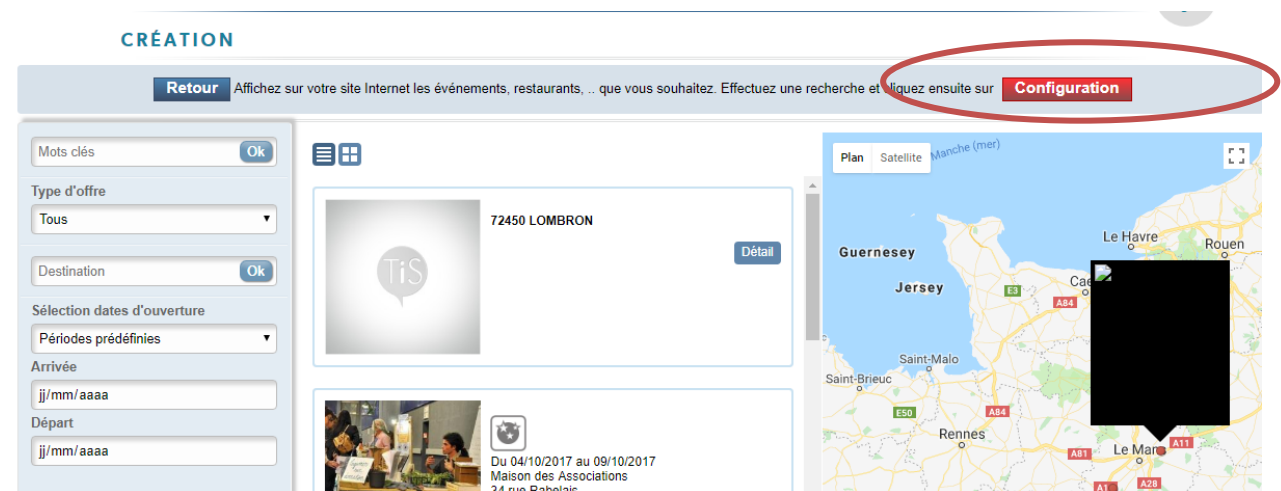 CRÉATION
Retour Affichez sur votre site Internet les événements, restaurants, .. que vous souhaitez. Effectuez une recherche et cliquez ensuite sur Configuration
Mots clés Ok
Type d'offre
Tous
Destination Ok
Sélection dates d'ouverture
Périodes prédéfinies
Arrivée
jj/mm/aaaa
Départ
jj/mm/aaaa
TiS
72450 LOMBRON
Détail
Du 04/10/2017 au 09/10/2017
Maison des Associations
34 rue Rabelais
Plan Satellite
Manche (mer)
Le Havre
Rouen
Guernesey
Jersey
E3
A84
Saint-Malo
Saint-Brieuc
E50
A84
Rennes
A81
Le Mans
A11
A28